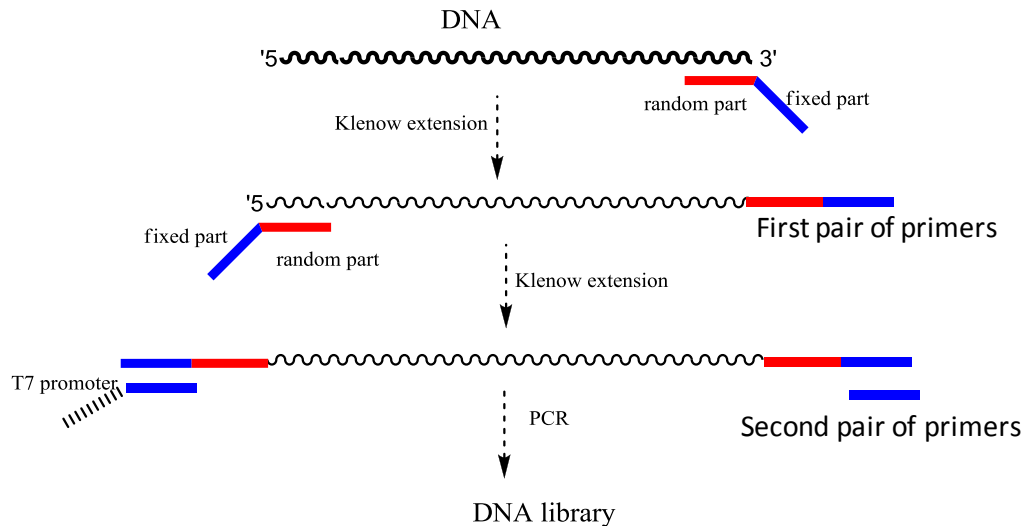 DNA
'5
3'
random part
fixed part
Klenow extension
'5
First pair of primers
fixed part
random part
Klenow extension
T7 promoter
PCR
Second pair of primers
DNA library